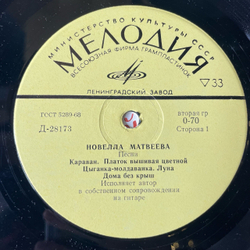 МИНИСТЕРСТВО КУЛЬТУРЫ СССР
МЕЛОДИЯ
ВСЕСОЮЗНАЯ ФИРМА ГРАМПЛАСТИНОК
ЛЕНИНГРАДСКИЙ ЗАВОД
33
ГОСТ 5289-68
Д-28173
вторая гр
0-70
Сторона 1
НОВЕЛЛА МАТВЕЕВА
Песни
Караван. Платок вышивая цветной
Цыганка-молдаванка. Луна
Дома без крыш
Исполняет автор
в собственном сопровождении
на гитаре